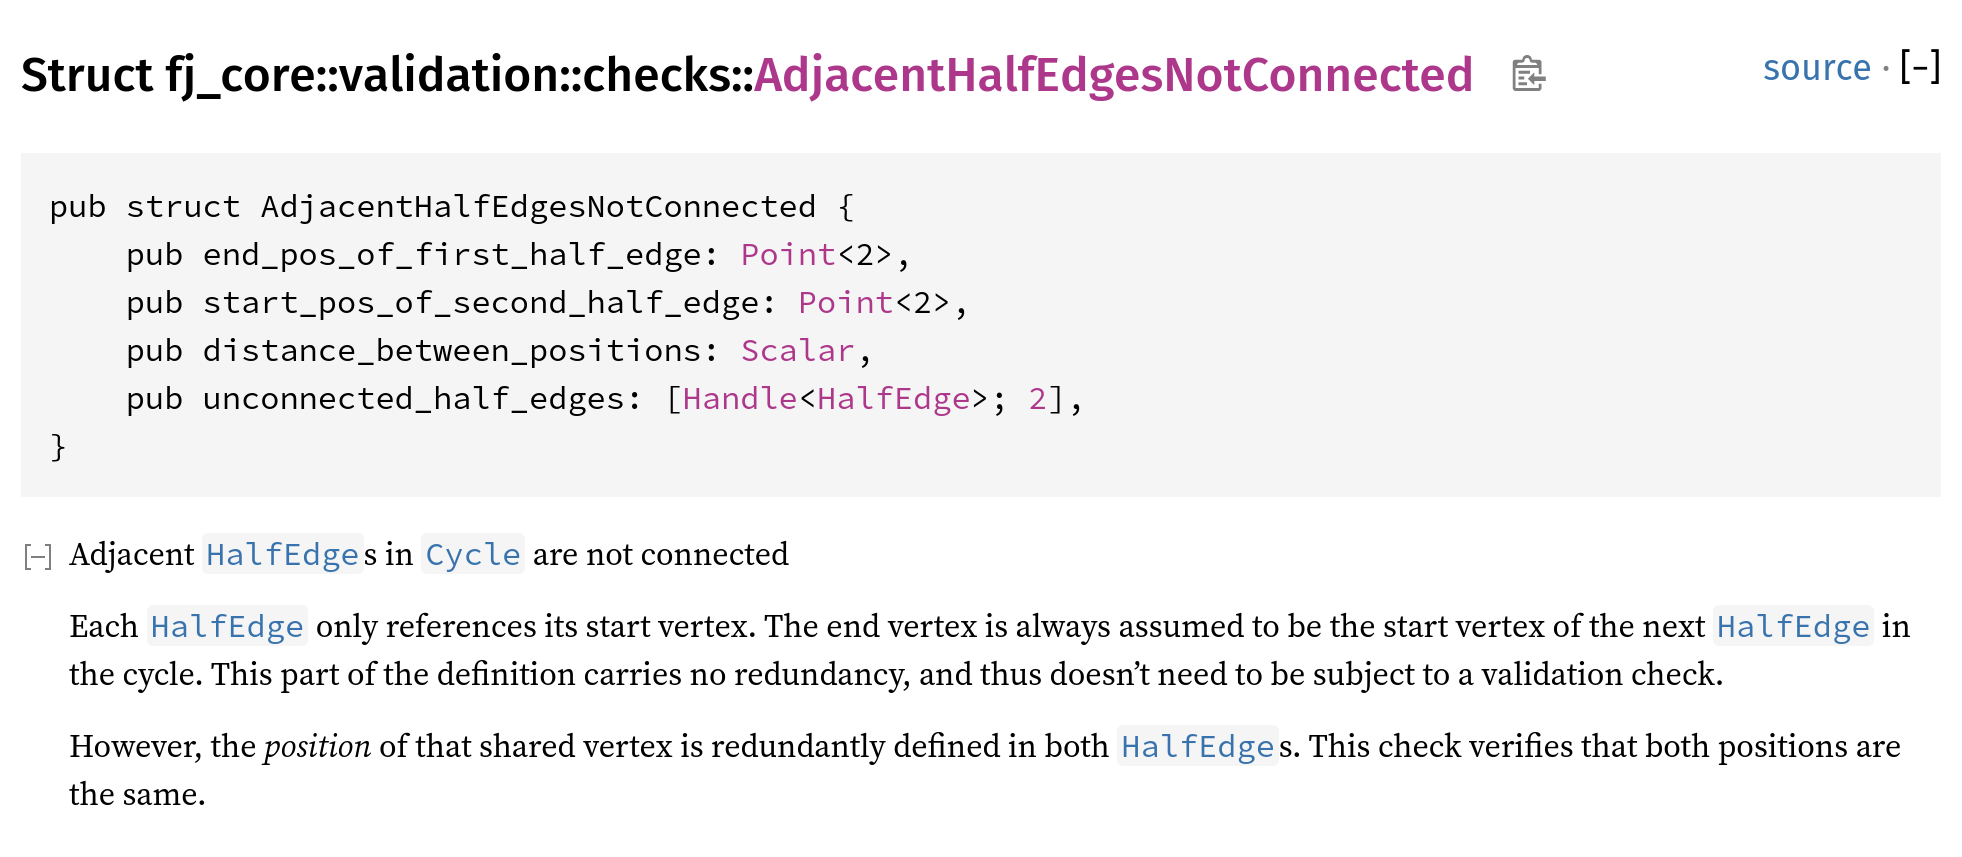 Struct fj_core::validation::checks::AdjacentHalfEdgesNotConnected source · [−]
pub struct AdjacentHalfEdgesNotConnected {
    pub end_pos_of_first_half_edge: Point<2>,
    pub start_pos_of_second_half_edge: Point<2>,
    pub distance_between_positions: Scalar,
    pub unconnected_half_edges: [Handle<HalfEdge>; 2],
}
[−] Adjacent HalfEdges in Cycle are not connected
Each HalfEdge only references its start vertex. The end vertex is always assumed to be the start vertex of the next HalfEdge in
the cycle. This part of the definition carries no redundancy, and thus doesn’t need to be subject to a validation check.
However, the position of that shared vertex is redundantly defined in both HalfEdges. This check verifies that both positions are
the same.